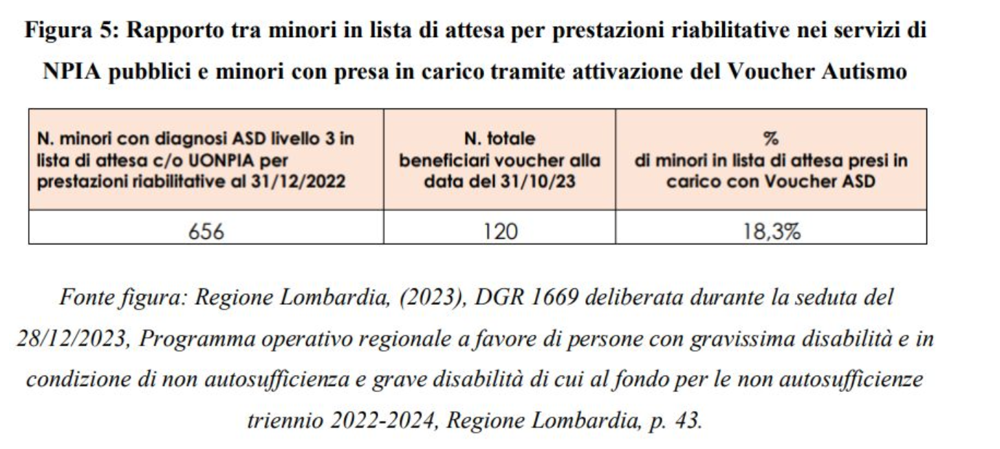 Figura 5: Rapporto tra minori in lista di attesa per prestazioni riabilitative nei servizi di
NPIA pubblici e minori con presa in carico tramite attivazione del Voucher Autismo
N. minori con diagnosi ASD livello 3 in
lista di attesa c/o UONPIA per
prestazioni riabilitative al 31/12/2022
N. totale
beneficiari voucher alla
data del 31/10/23
%
di minori in lista di attesa presi in
carico con Voucher ASD
656
120
18,3%
Fonte figura: Regione Lombardia, (2023), DGR 1669 deliberata durante la seduta del
28/12/2023, Programma operativo regionale a favore di persone con gravissima disabilità e in
condizione di non autosufficienza e grave disabilità di cui al fondo per le non autosufficienze
triennio 2022-2024, Regione Lombardia, p. 43.